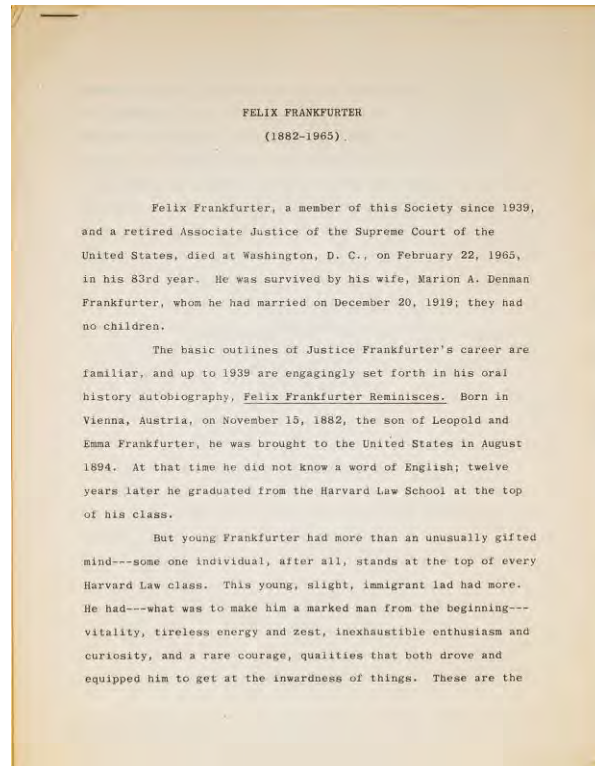 FELIX FRANKFURTER
(1882-1965)
Felix Frankfurter, a member of this Society since 1939,
and a retired Associate Justice of the Supreme Court of the
United States, died at Washington, D. C., on February 22, 1965,
in his 83rd year. He was survived by his wife, Marion A. Denman
Frankfurter, whom he had married on December 20, 1919; they had
no children.
The basic outlines of Justice Frankfurter's career are
familiar, and up to 1939 are engagingly set forth in his oral
history autobiography, Felix Frankfurter Reminisces. Born in
Vienna, Austria, on November 15, 1882, the son of Leopold and
Emma Frankfurter, he was brought to the United States in August
1894. At that time he did not know a word of English; twelve
years later he graduated from the Harvard Law School at the top
of his class.
But young Frankfurter had more than an unusually gifted
mind---some one individual, after all, stands at the top of every
Harvard Law class. This young, slight, immigrant lad had more.
He had---what was to make him a marked man from the beginning---
vitality, tireless energy and zest, inexhaustible enthusiasm and
curiosity, and a rare courage, qualities that both drove and
equipped him to get at the inwardness of things. These are the